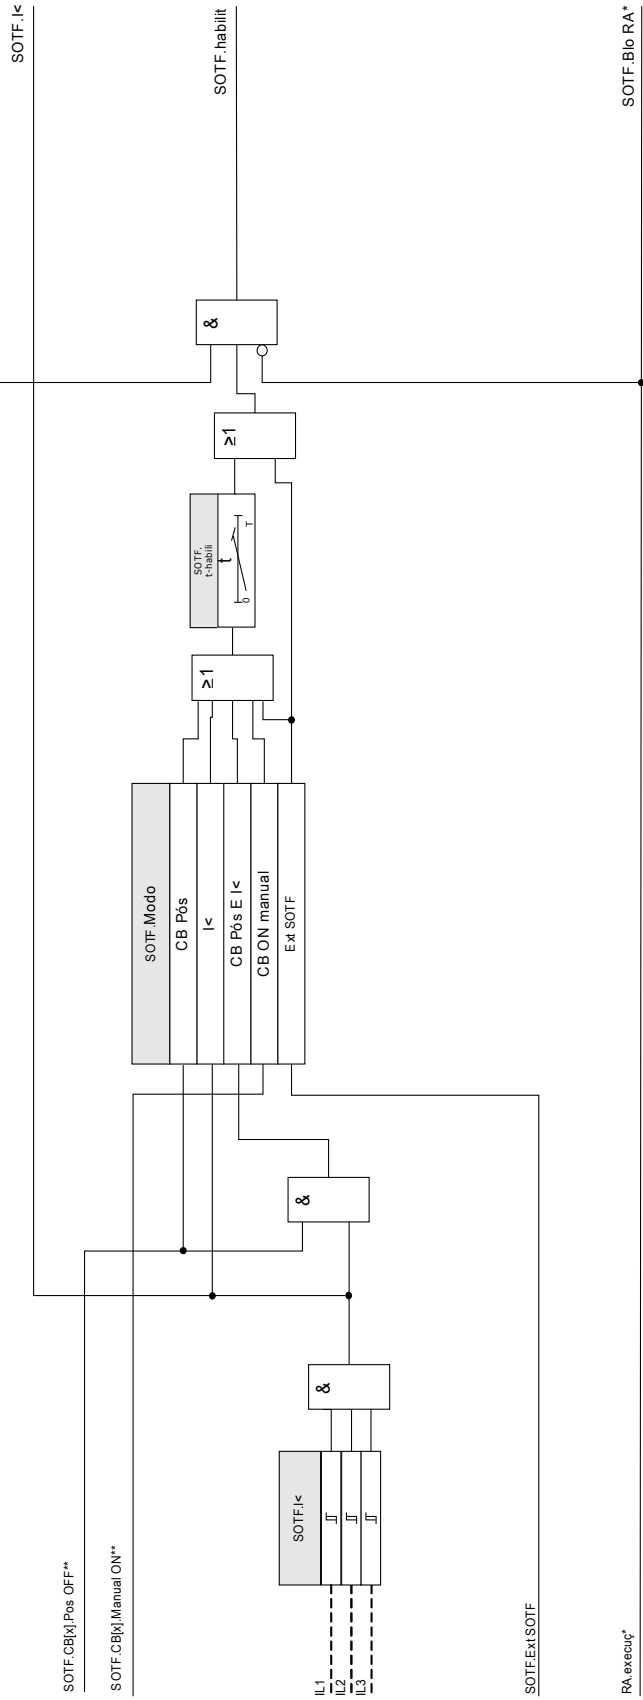 SOTF.I<
SOTF.habilit
SOTF.Blo RA*
&
≥1
SOTF.
t-habili
t
0
T
≥1
SOTF.Modo
CB Pós
I<
CB Pós E I<
CB ON manual
Ext SOTF
&
&
SOTF.I<
SOTF.CB[x].Pos OFF**
SOTF.CB[x].Manual ON**
IL1
IL2
IL3
SOTF.Ext SOTF
RA.execuç*